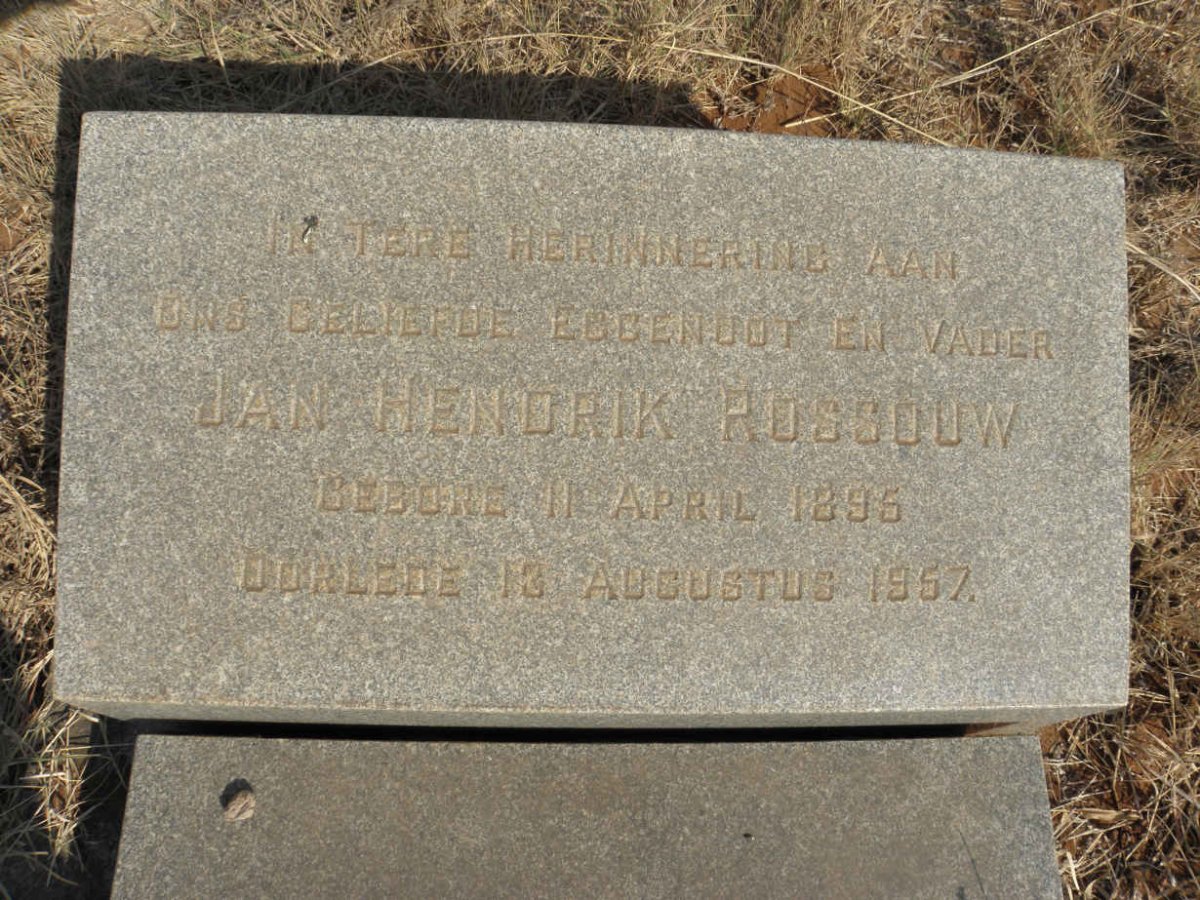 In Tere Herinnering Aan
Ons Geliefde Eggenoot En Vader
Jan Hendrik Rossouw
Gebore 11 April 1895
Oorlede 13 Augustus 1957.